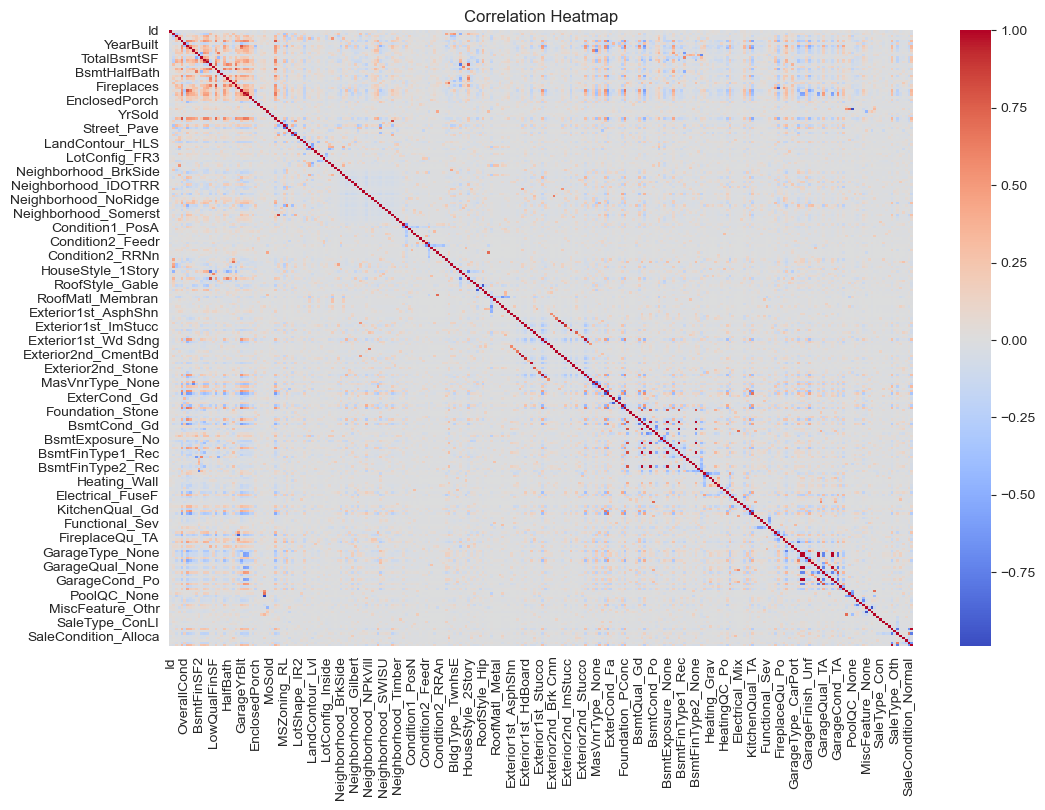 Correlation Heatmap
Id
YearBuilt
TotalBsmtSF
BsmtHalfBath
Fireplaces
EnclosedPorch
YrSold
Street_Pave
LandContour_HLS
LotConfig_FR3
Neighborhood_BrkSide
Neighborhood_IDOTRR
Neighborhood_NoRidge
Neighborhood_Somerst
Condition1_PosA
Condition2_Feedr
Condition2_RRNn
HouseStyle_1Story
RoofStyle_Gable
RoofMatl_Membran
Exterior1st_AsphShn
Exterior1st_ImStucc
Exterior1st_Wd Sdng
Exterior2nd_CmentBd
Exterior2nd_Stone
MasVnrType_None
ExterCond_Gd
Foundation_Stone
BsmtCond_Gd
BsmtExposure_No
BsmtFinType1_Rec
BsmtFinType2_Rec
Heating_Wall
Electrical_FuseF
KitchenQual_Gd
Functional_Sev
FireplaceQu_TA
GarageType_None
GarageQual_None
GarageCond_Po
PoolQC_None
MiscFeature_Othr
SaleType_ConLI
SaleCondition_Alloca
Id
OverallCond
BsmtFinSF2
LowQualFinSF
HalfBath
GarageYrBlt
EnclosedPorch
MoSold
MSZoning_RL
LotShape_IR2
LandContour_Lvl
LotConfig_Inside
Neighborhood_BrkSide
Neighborhood_Gilbert
Neighborhood_NPkVill
Neighborhood_SWISU
Neighborhood_Timber
Condition1_PosN
Condition2_Feedr
Condition2_RRAn
BldgType_TwnhsE
HouseStyle_2Story
RoofStyle_Hip
RoofMatl_Metal
Exterior1st_AsphShn
Exterior1st_HdBoard
Exterior1st_Stucco
Exterior2nd_Brk Cmn
Exterior2nd_ImStucc
Exterior2nd_Stucco
MasVnrType_None
ExterCond_Fa
Foundation_PConc
BsmtQual_Gd
BsmtCond_Po
BsmtExposure_None
BsmtFinType1_Rec
BsmtFinType2_None
Heating_Grav
HeatingQC_Po
Electrical_Mix
KitchenQual_TA
Functional_Sev
FireplaceQu_Po
GarageType_CarPort
GarageFinish_Unf
GarageQual_TA
GarageCond_TA
PoolQC_None
MiscFeature_None
SaleType_Con
SaleType_Oth
SaleCondition_Normal
1.00
0.75
0.50
0.25
0.00
−0.25
−0.50
−0.75